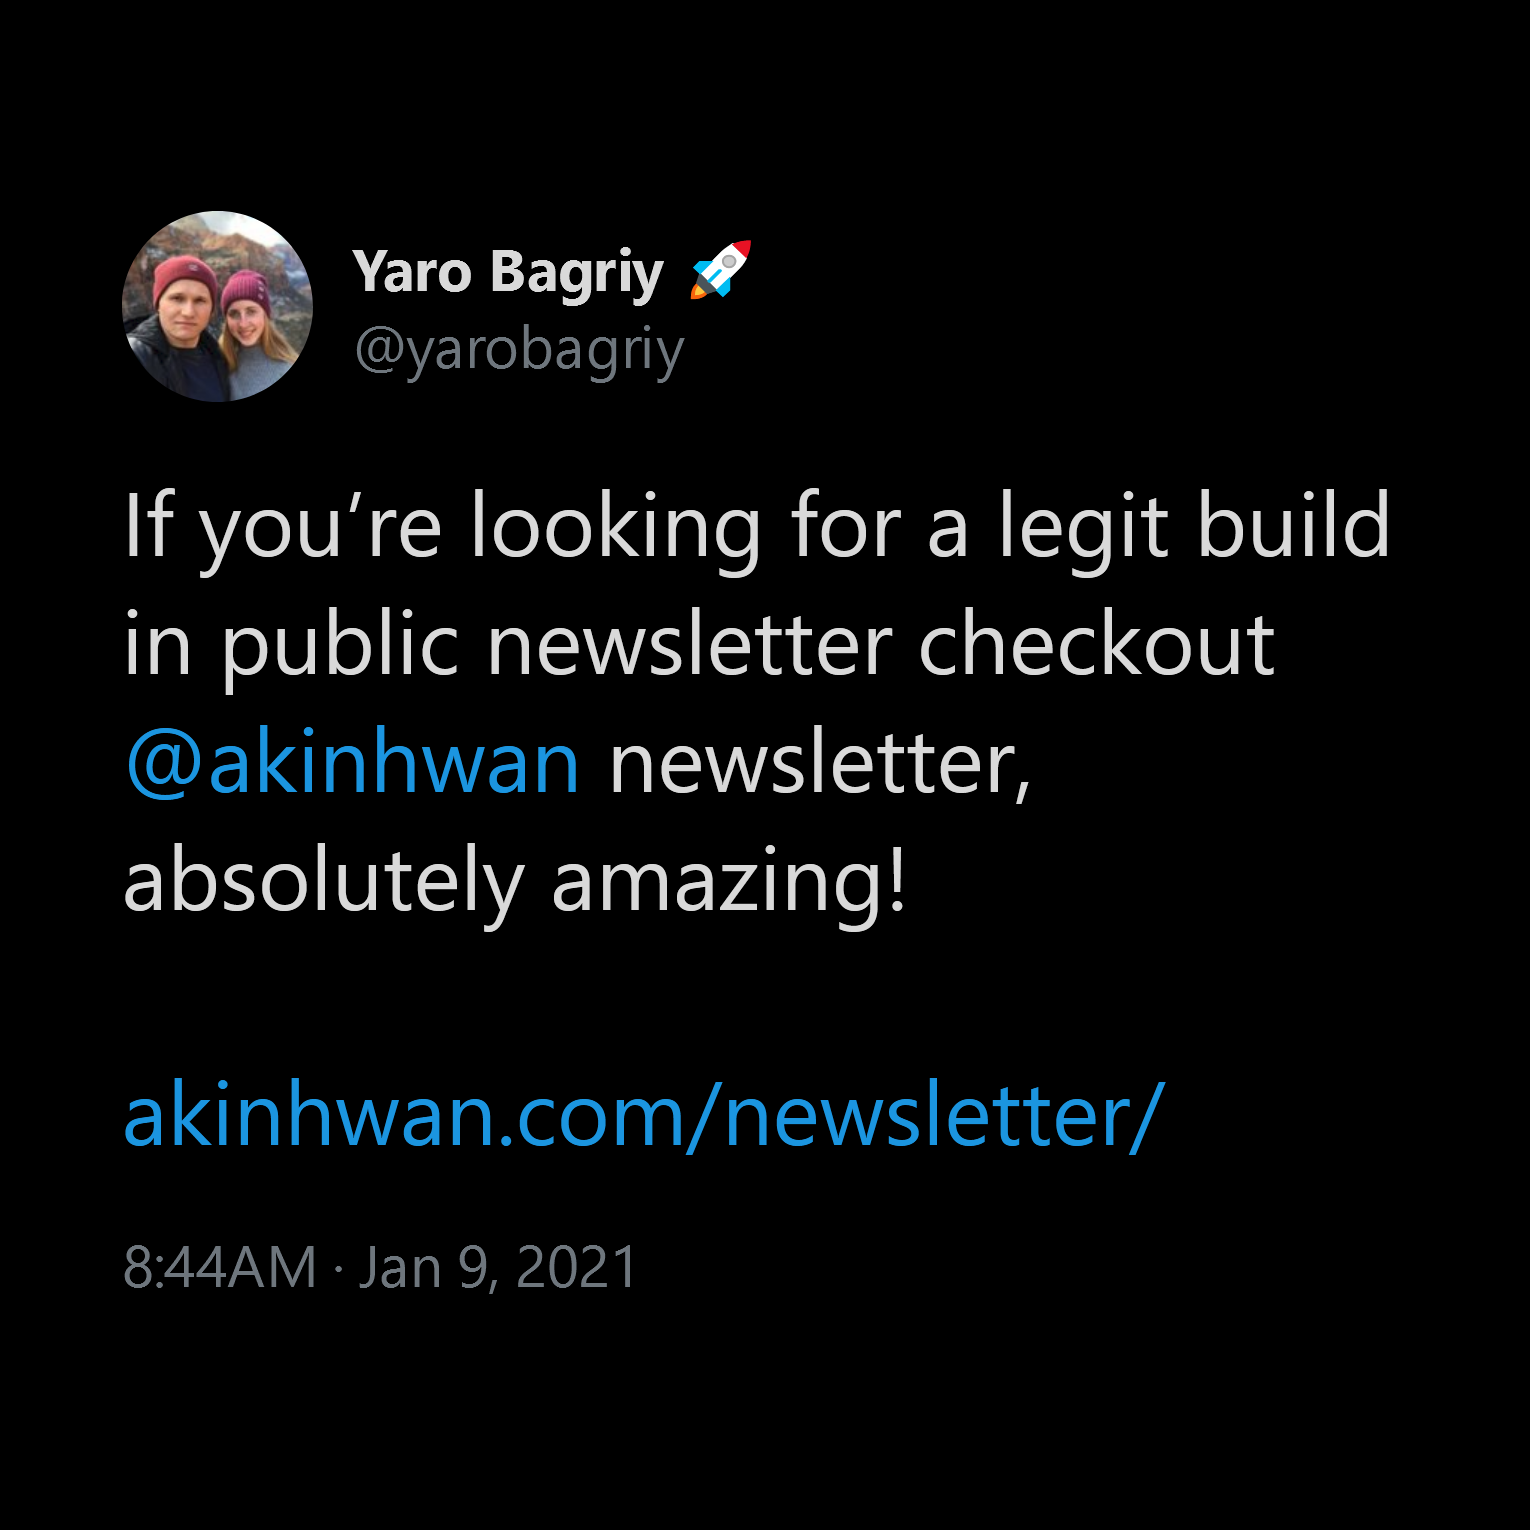 Yaro Bagriy 🚀
@yarobagriy
If you’re looking for a legit build
in public newsletter checkout
@akinhwan newsletter,
absolutely amazing!
akinhwan.com/newsletter/
8:44AM · Jan 9, 2021